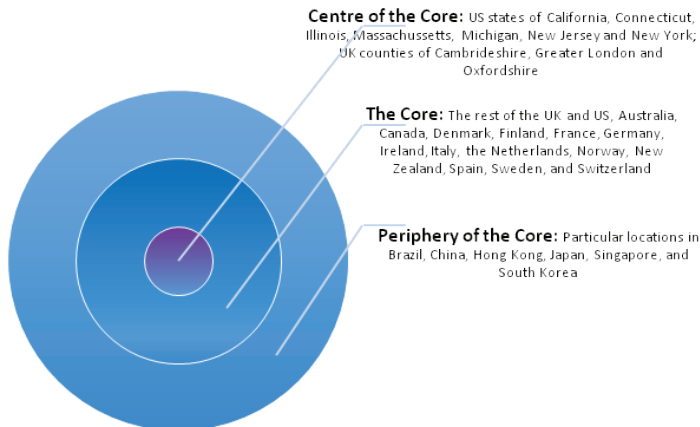 Centre of the Core: US states of California, Connecticut,
Illinois, Massachussetts, Michigan, New Jersey and New York;
UK counties of Cambrideshire, Greater London and
Oxfordshire
The Core: The rest of the UK and US, Australia,
Canada, Denmark, Finland, France, Germany,
Ireland, Italy, the Netherlands, Norway, New
Zealand, Spain, Sweden, and Switzerland
Periphery of the Core: Particular locations in
Brazil, China, Hong Kong, Japan, Singapore, and
South Korea